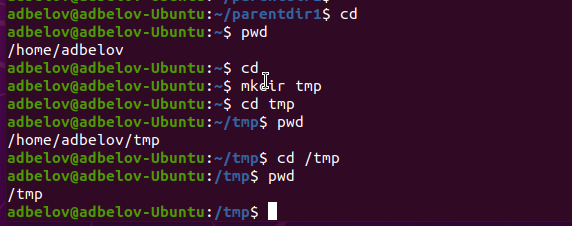 adbelov@adbelov-Ubuntu:~/parentdir1$ cd
adbelov@adbelov-Ubuntu:~$ pwd
/home/adbelov
adbelov@adbelov-Ubuntu:~$ cd
adbelov@adbelov-Ubuntu:~$ mkdir tmp
adbelov@adbelov-Ubuntu:~$ cd tmp
adbelov@adbelov-Ubuntu:~/tmp$ pwd
/home/adbelov/tmp
adbelov@adbelov-Ubuntu:~/tmp$ cd /tmp
adbelov@adbelov-Ubuntu:/tmp$ pwd
/tmp
adbelov@adbelov-Ubuntu:/tmp$